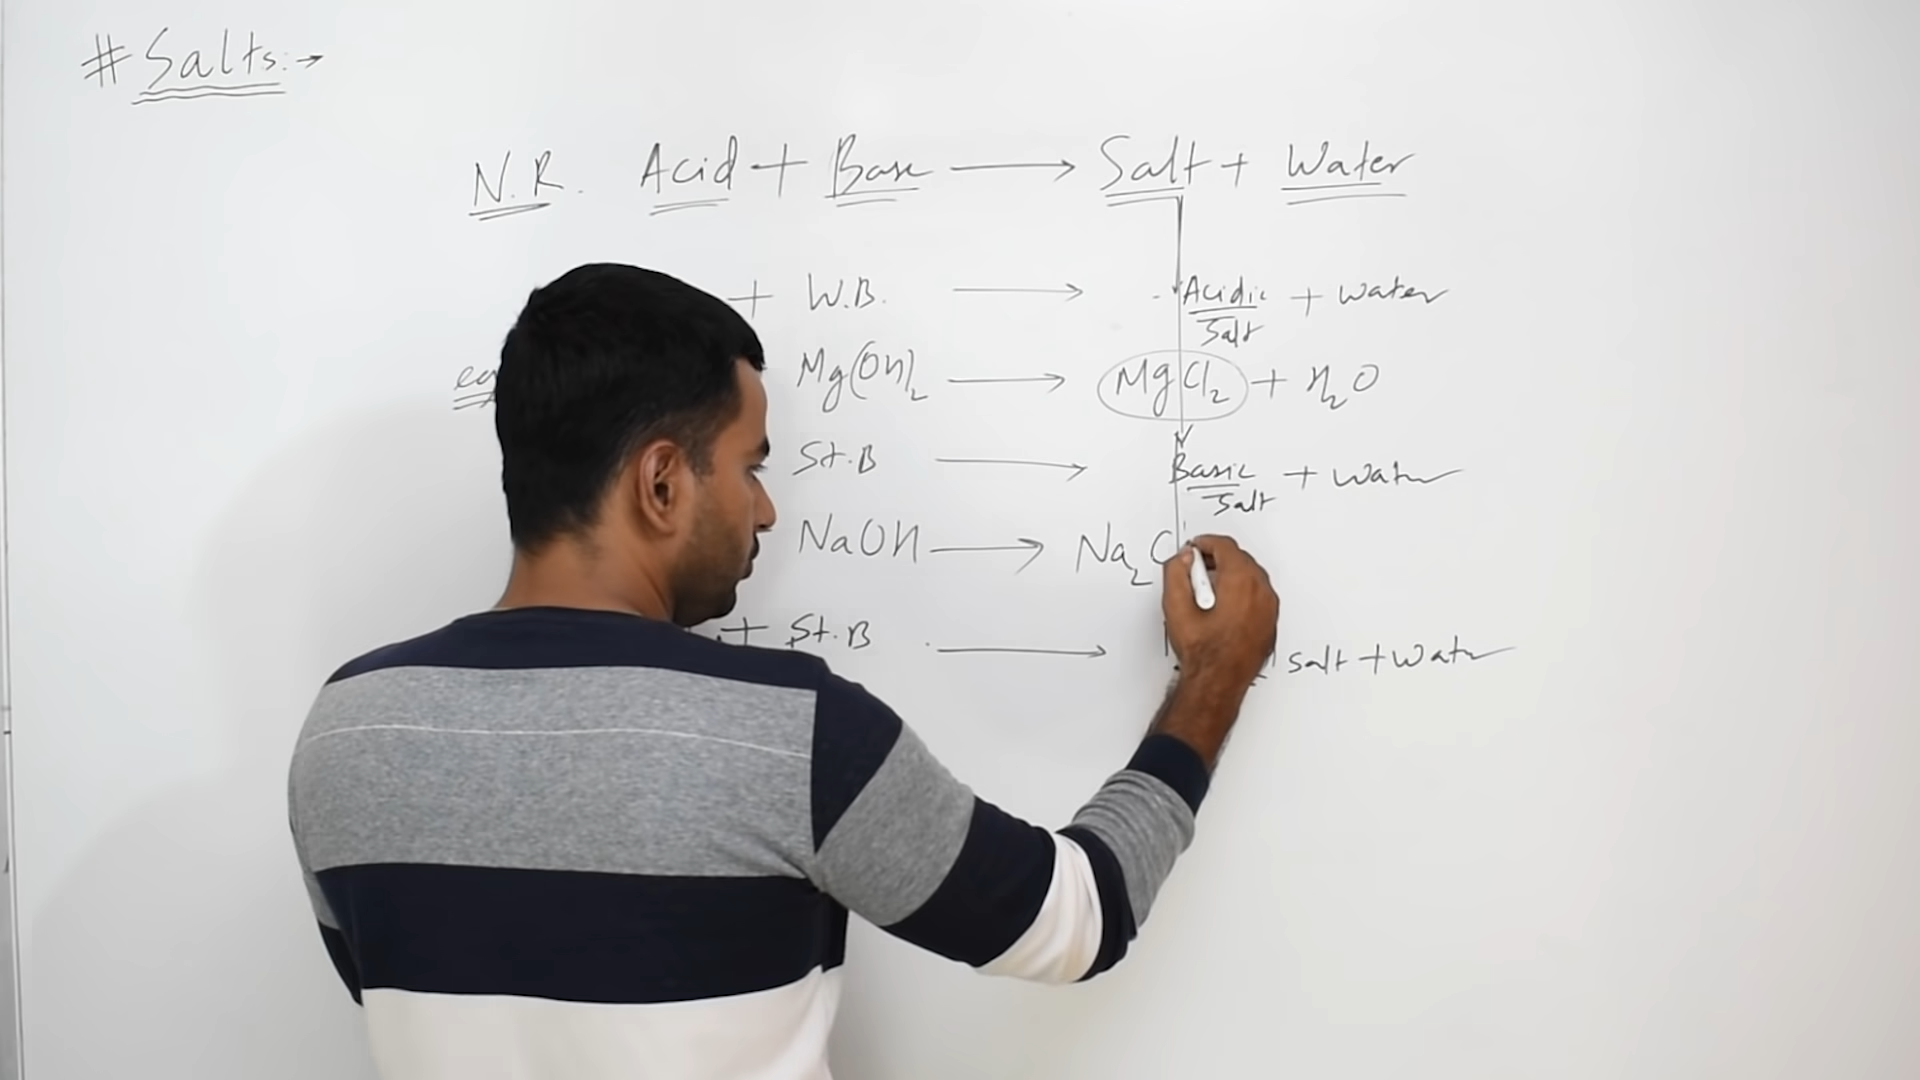 # Salts:→
N.R. Acid + Base → Salt + Water
+ W.B. → Acidic Salt + water
eg Mg(OH)₂ → MgCl₂ + H₂O
St.B → Basic Salt + water
NaOH → Na₂C
+ St.B → salt + water